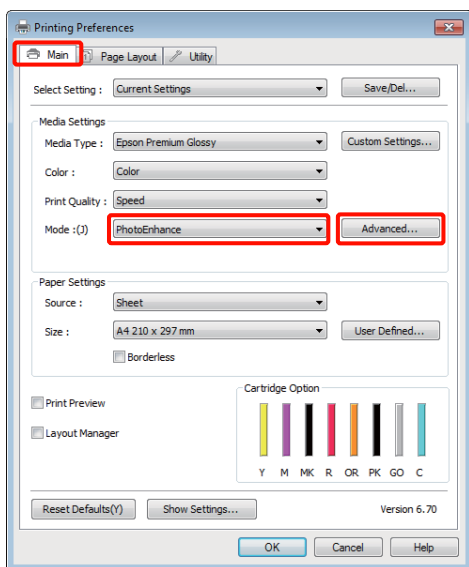 Printing Preferences
Main Page Layout Utility
Select Setting : Current Settings Save/Del...
Media Settings
Media Type : Epson Premium Glossy Custom Settings...
Color : Color
Print Quality : Speed
Mode :(J) PhotoEnhance Advanced...
Paper Settings
Source : Sheet
Size : A4 210 x 297 mm User Defined...
Borderless
Cartridge Option
Print Preview
Layout Manager
Y M MK R OR PK GO C
Reset Defaults(Y) Show Settings... Version 6.70
OK Cancel Help